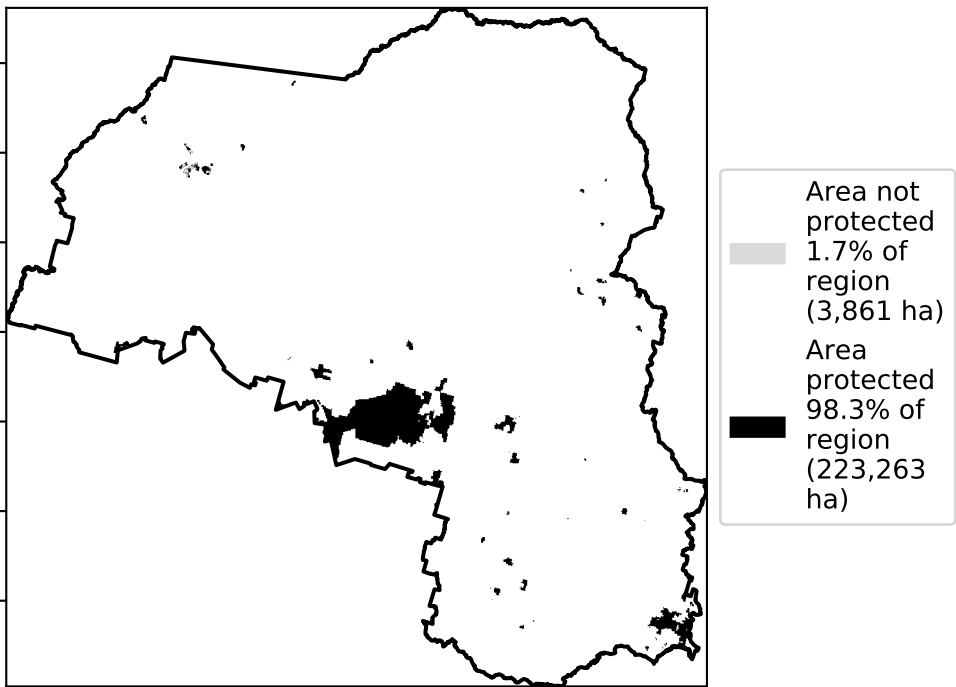 Area not
protected
1.7% of
region
(3,861 ha)
Area
protected
98.3% of
region
(223,263
ha)